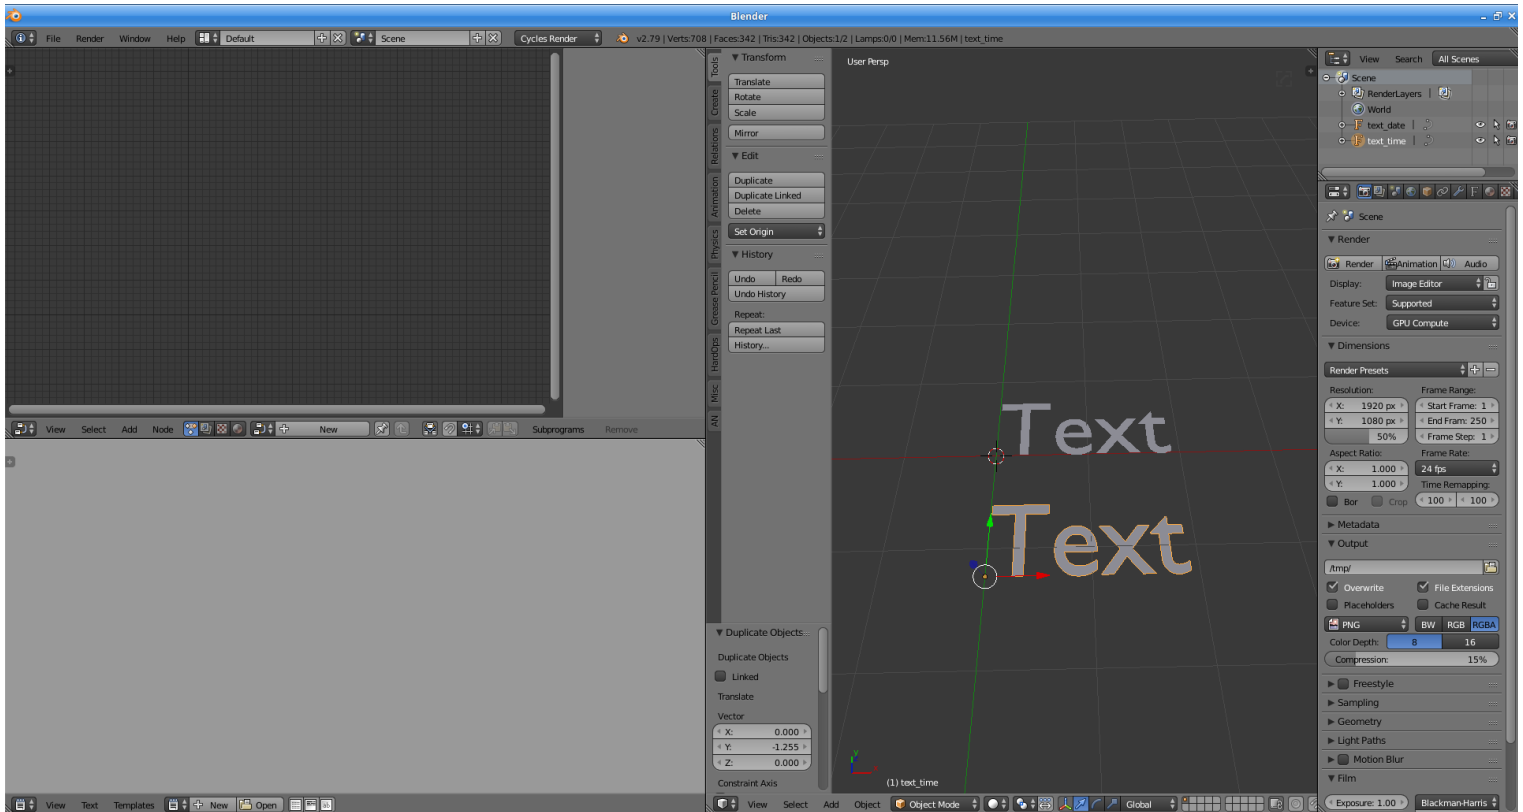 Blender
File Render Window Help Default Scene Cycles Render v2.79 | Verts:708 | Faces:342 | Tris:342 | Objects:1/2 | Lamps:0/0 | Mem:11.56M | text_time
View Select Add Node New Subprograms Remove
View Text Templates New Open
Tools
Create
Relations
Animation
Physics
Grease Pencil
HardOps
Misc
AN
Transform
Translate
Rotate
Scale
Mirror
Edit
Duplicate
Duplicate Linked
Delete
Set Origin
History
Undo Redo
Undo History
Repeat:
Repeat Last
History...
Duplicate Objects
Duplicate Objects
Linked
Translate
Vector
X: 0.000
Y: -1.255
Z: 0.000
Constraint Axis
User Persp
Text
Text
(1) text_time
View Select Add Object Object Mode Global
View Search All Scenes
Scene
RenderLayers |
World
text_date |
text_time |
Scene
Render
Render Animation Audio
Display: Image Editor
Feature Set: Supported
Device: GPU Compute
Dimensions
Render Presets
Resolution: Frame Range:
X: 1920 px Start Frame: 1
Y: 1080 px End Fram: 250
50% Frame Step: 1
Aspect Ratio: Frame Rate:
X: 1.000 24 fps
Y: 1.000 Time Remapping:
Bor Crop 100 100
Metadata
Output
/tmp/
Overwrite File Extensions
Placeholders Cache Result
PNG BW RGB RGBA
Color Depth: 8 16
Compression: 15%
Freestyle
Sampling
Geometry
Light Paths
Motion Blur
Film
Exposure: 1.00 Blackman-Harris